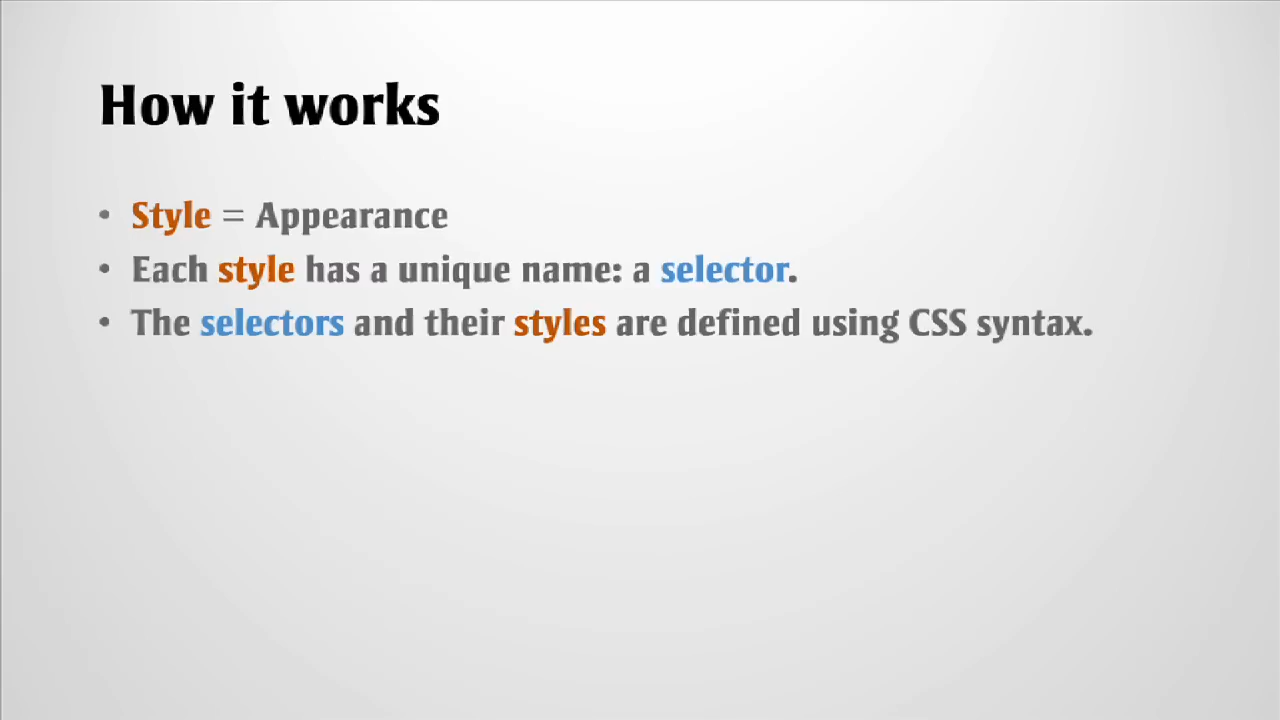 How it works
• Style = Appearance
• Each style has a unique name: a selector.
• The selectors and their styles are defined using CSS syntax.